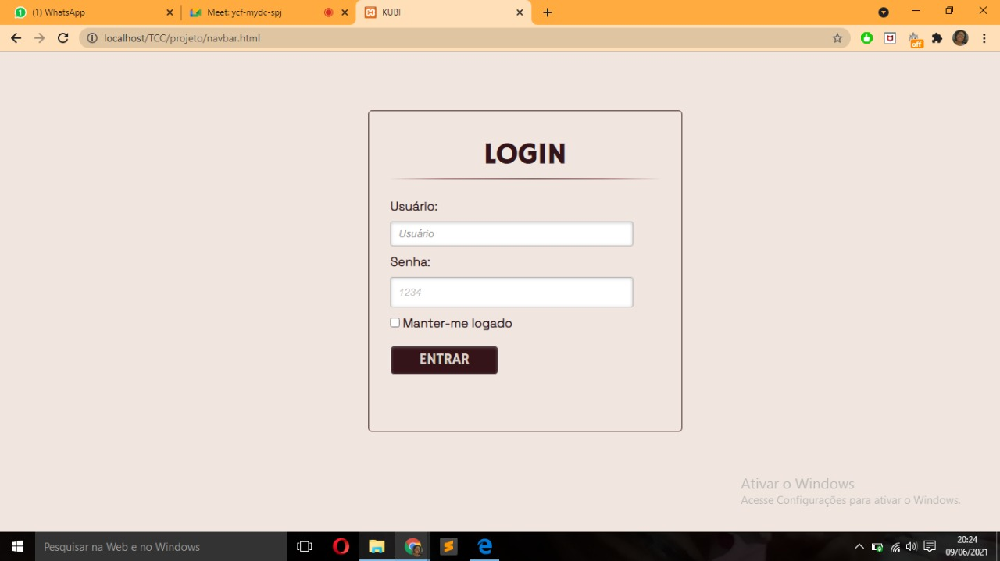 (1) WhatsApp
Meet: ycf-mydc-spj
KUBI
localhost/TCC/projeto/navbar.html
off
LOGIN
Usuário:
Usuário
Senha:
1234
Manter-me logado
ENTRAR
Ativar o Windows
Acesse Configurações para ativar o Windows.
Pesquisar na Web e no Windows
20:24
09/06/2021